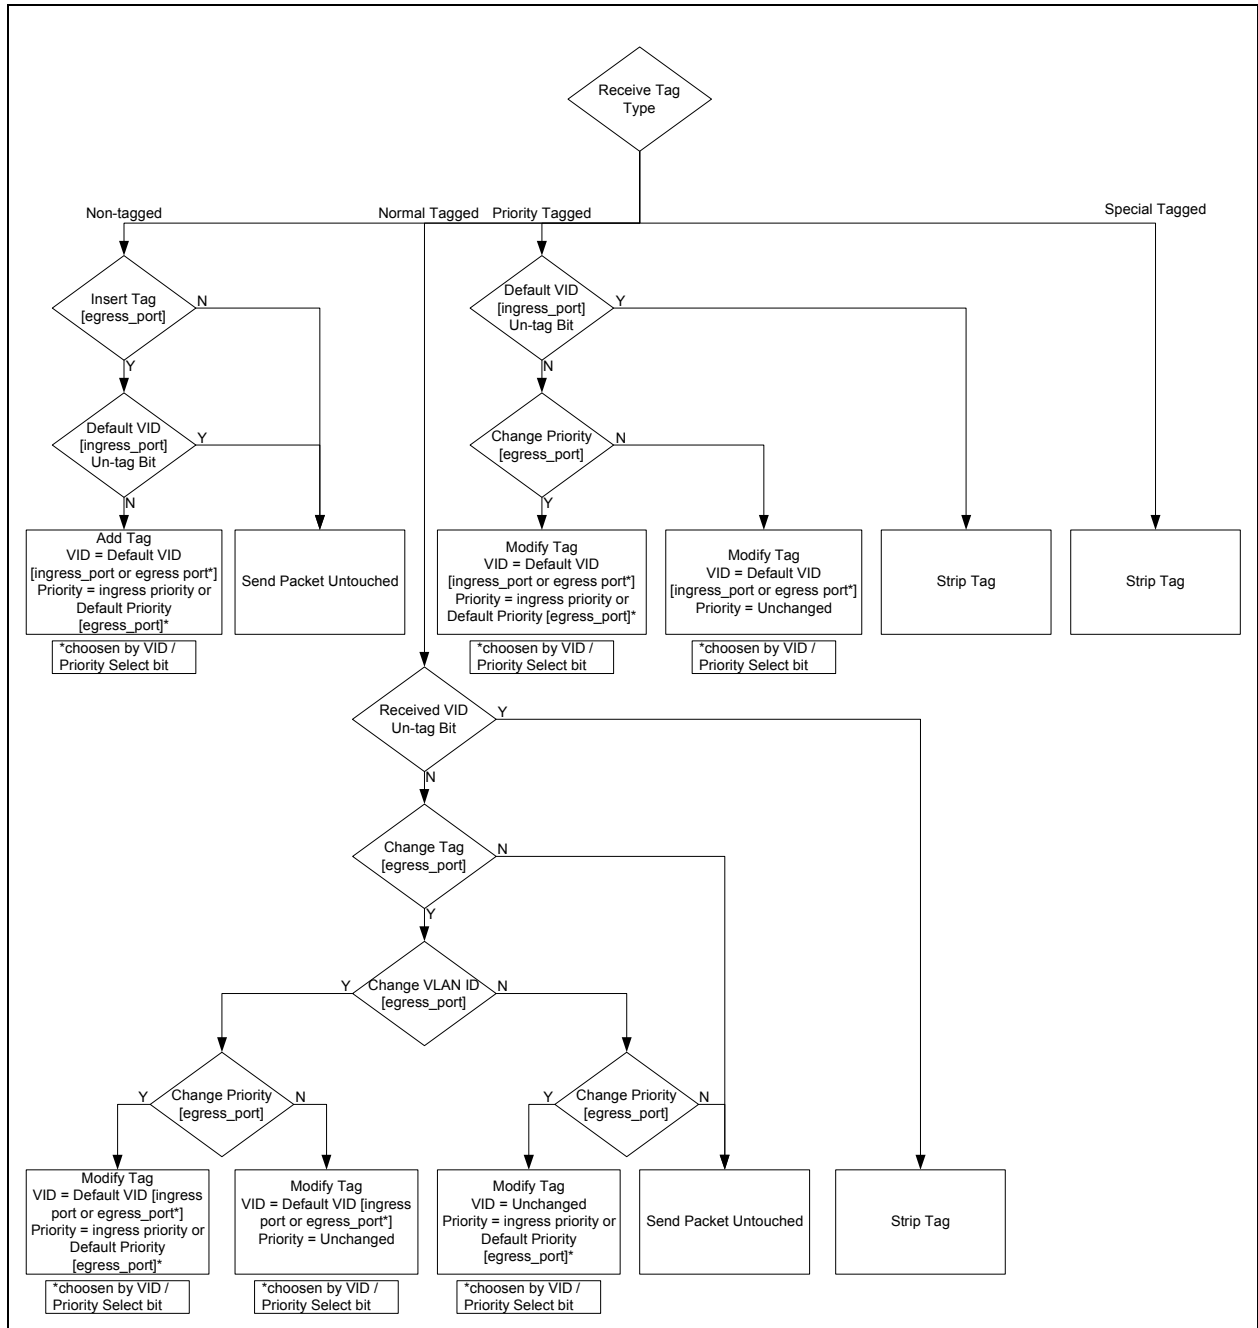 Receive Tag
Type
Non-tagged
Normal Tagged
Priority Tagged
Special Tagged
Insert Tag
[egress_port]
N
Y
Default VID
[ingress_port]
Un-tag Bit
Y
N
Default VID
[ingress_port]
Un-tag Bit
Y
N
Change Priority
[egress_port]
N
Y
Add Tag
VID = Default VID
[ingress_port or egress port*]
Priority = ingress priority or
Default Priority
[egress_port]*
*choosen by VID /
Priority Select bit
Send Packet Untouched
Modify Tag
VID = Default VID
[ingress_port or egress port*]
Priority = ingress priority or
Default Priority [egress_port]*
*choosen by VID /
Priority Select bit
Modify Tag
VID = Default VID
[ingress_port or egress port*]
Priority = Unchanged
*choosen by VID /
Priority Select bit
Strip Tag
Strip Tag
Received VID
Un-tag Bit
Y
N
Change Tag
[egress_port]
N
Y
Change VLAN ID
[egress_port]
Y
N
Change Priority
[egress_port]
Y
N
Change Priority
[egress_port]
Y
N
Modify Tag
VID = Default VID [ingress
port or egress_port*]
Priority = ingress priority or
Default Priority
[egress_port]*
*choosen by VID /
Priority Select bit
Modify Tag
VID = Default VID [ingress
port or egress_port*]
Priority = Unchanged
*choosen by VID /
Priority Select bit
Modify Tag
VID = Unchanged
Priority = ingress priority or
Default Priority
[egress_port]*
*choosen by VID /
Priority Select bit
Send Packet Untouched
Strip Tag